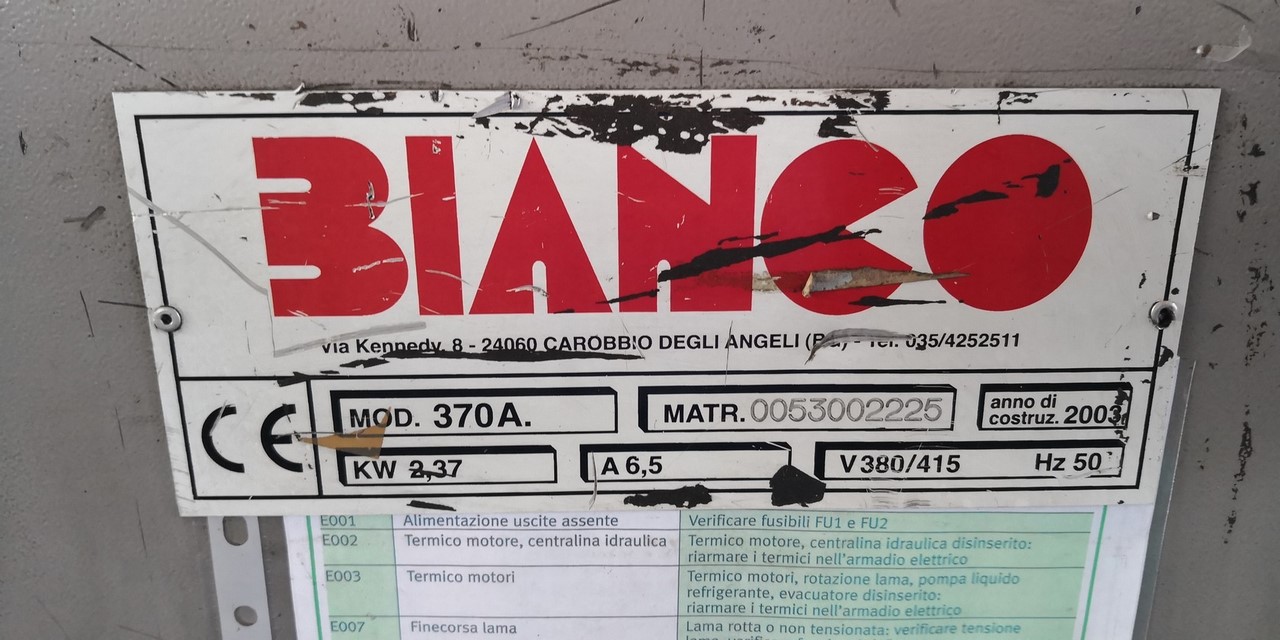 BIANCO
Via Kennedy, 8 - 24060 CAROBBIO DEGLI ANGELI (BG) - Tel. 035/4252511
CE
MOD. 370A.
MATR. 0053002225
anno di
costruz. 2003
KW 2,37
A 6,5
V 380/415 Hz 50
E001 Alimentazione uscite assente Verificare fusibili FU1 e FU2
E002 Termico motore, centralina idraulica Termico motore, centralina idraulica disinserito:
riarmare i termici nell'armadio elettrico
E003 Termico motori Termico motori, rotazione lama, pompa liquido
refrigerante, evacuatore disinserito:
riarmare i termici nell'armadio elettrico
E007 Finecorsa lama Lama rotta o non tensionata: verificare tensione